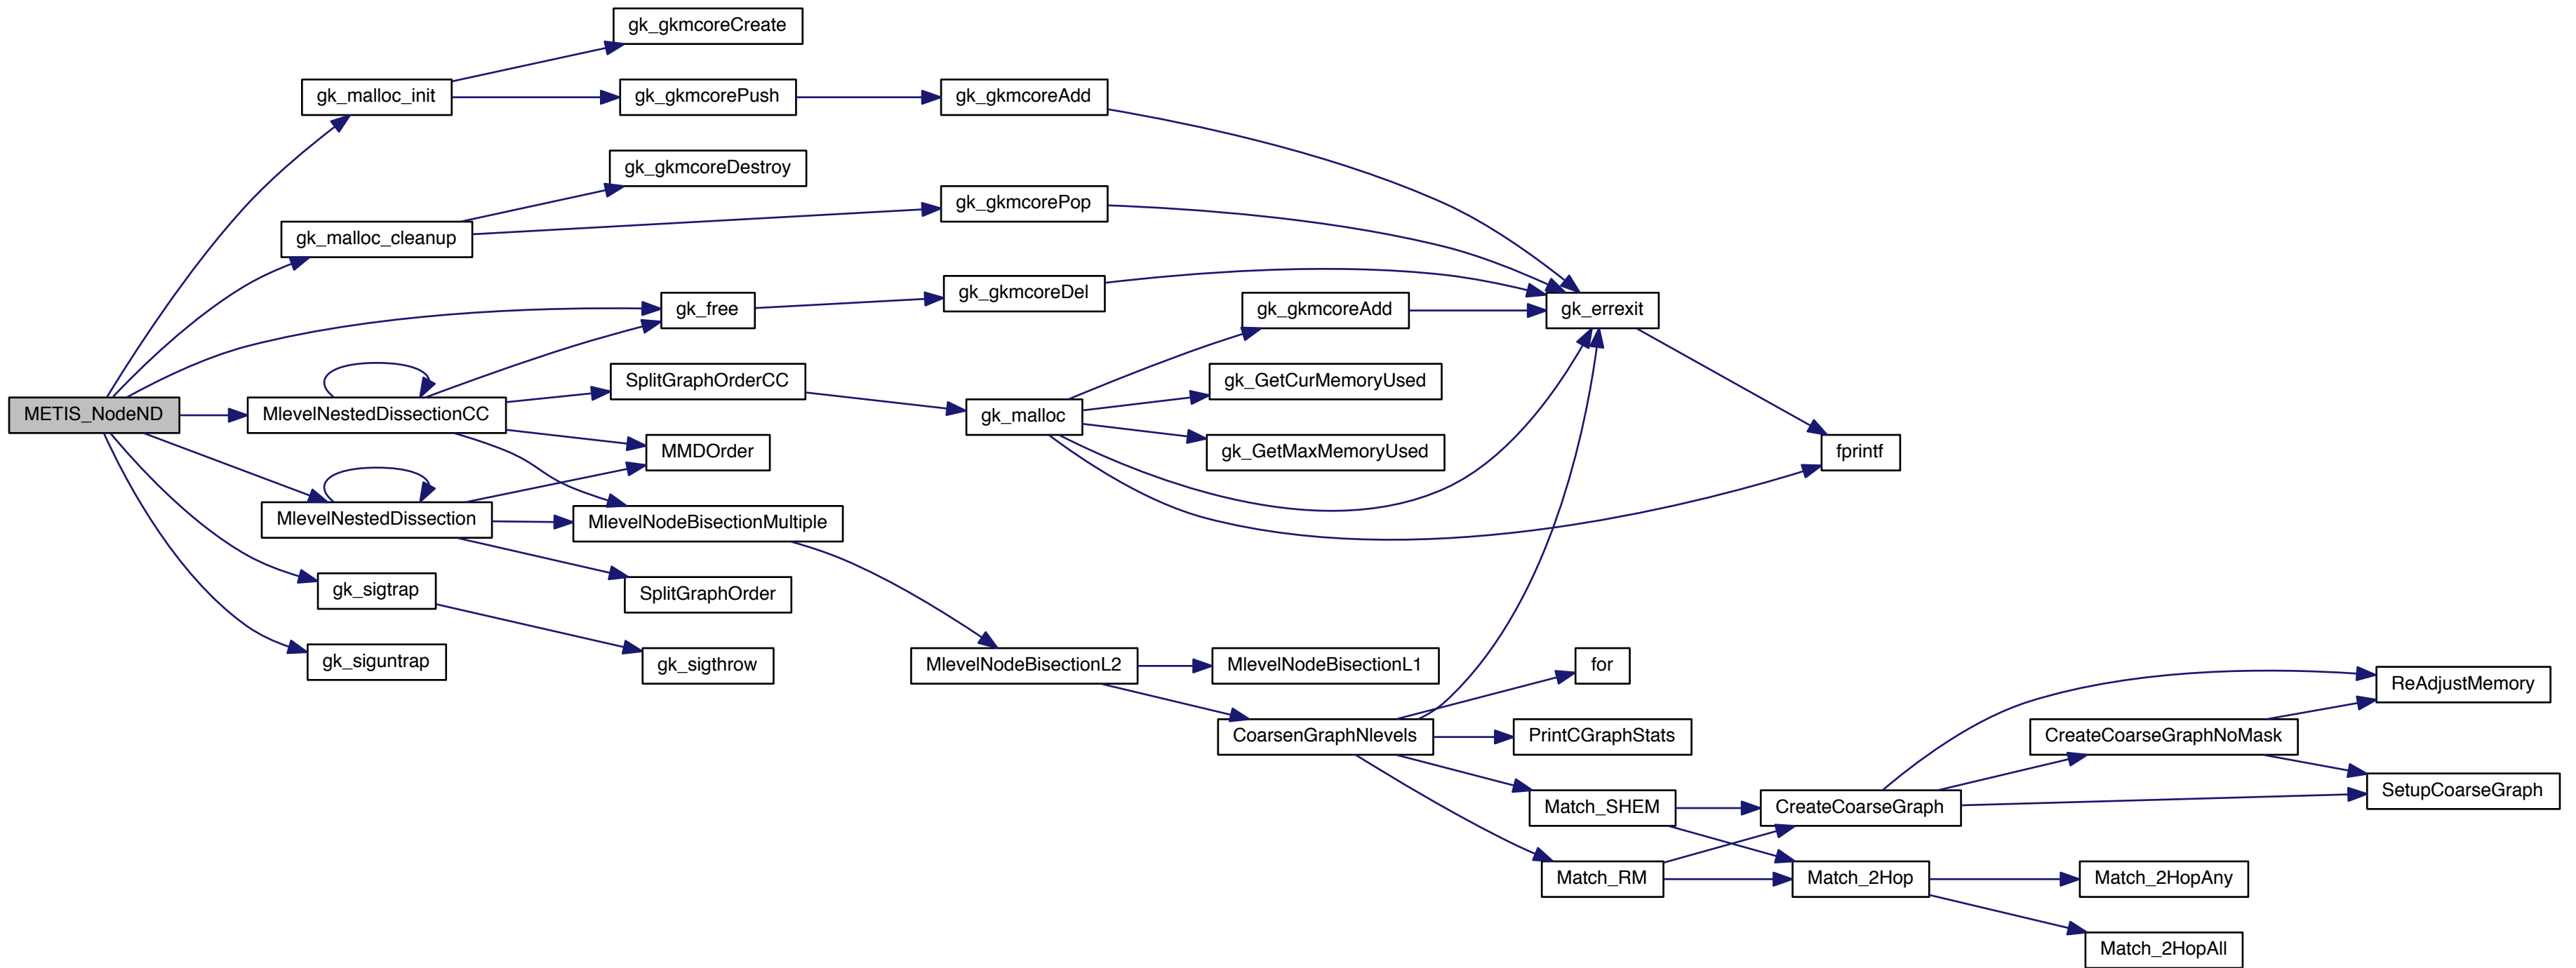 gk_gkmcoreCreate
gk_malloc_init
gk_gkmcorePush
gk_gkmcoreAdd
gk_gkmcoreDestroy
gk_gkmcorePop
gk_malloc_cleanup
gk_gkmcoreDel
gk_free
gk_gkmcoreAdd
gk_errexit
SplitGraphOrderCC
gk_GetCurMemoryUsed
METIS_NodeND
MlevelNestedDissectionCC
gk_malloc
MMDOrder
gk_GetMaxMemoryUsed
fprintf
MlevelNestedDissection
MlevelNodeBisectionMultiple
gk_sigtrap
SplitGraphOrder
gk_siguntrap
gk_sigthrow
MlevelNodeBisectionL2
MlevelNodeBisectionL1
for
ReAdjustMemory
CoarsenGraphNlevels
PrintCGraphStats
CreateCoarseGraphNoMask
SetupCoarseGraph
Match_SHEM
CreateCoarseGraph
Match_RM
Match_2Hop
Match_2HopAny
Match_2HopAll